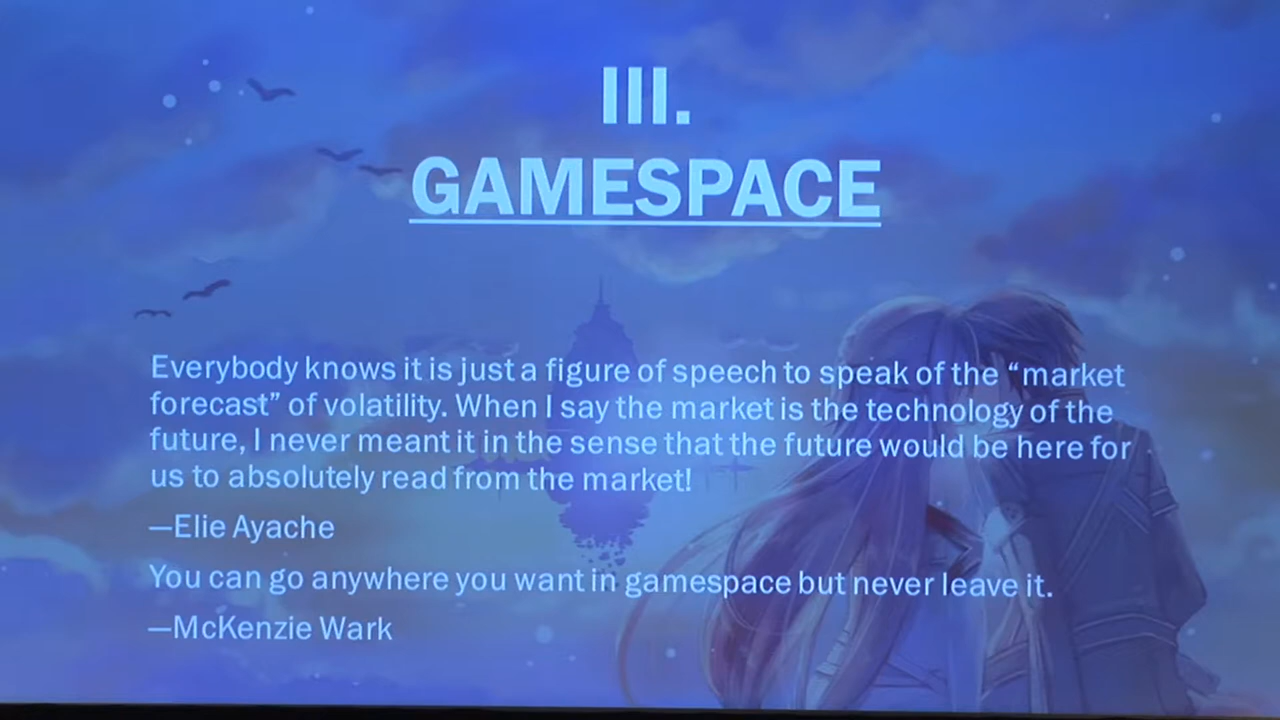 III.
GAMESPACE
Everybody knows it is just a figure of speech to speak of the “market
forecast” of volatility. When I say the market is the technology of the
future, I never meant it in the sense that the future would be here for
us to absolutely read from the market!
—Elie Ayache
You can go anywhere you want in gamespace but never leave it.
—McKenzie Wark